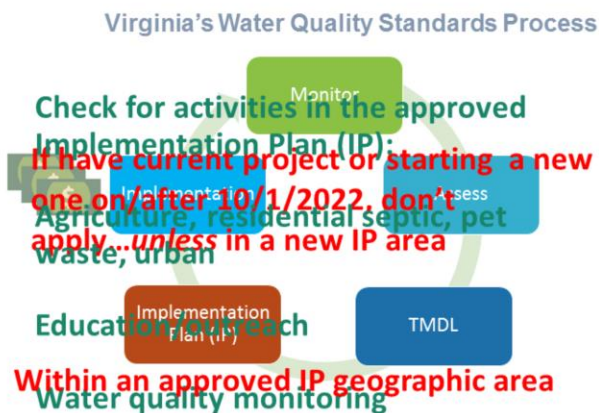 Virginia's Water Quality Standards Process
Monitor
Check for activities in the approved
Implementation Plan (IP):
If have current project or starting a new
Implementation
Assess
one on/after 10/1/2022, don't
Agriculture, residential septic, pet
apply…unless in a new IP area
waste, urban
Implementation
Plan (IP)
TMDL
Education/outreach
Within an approved IP geographic area
Water quality monitoring